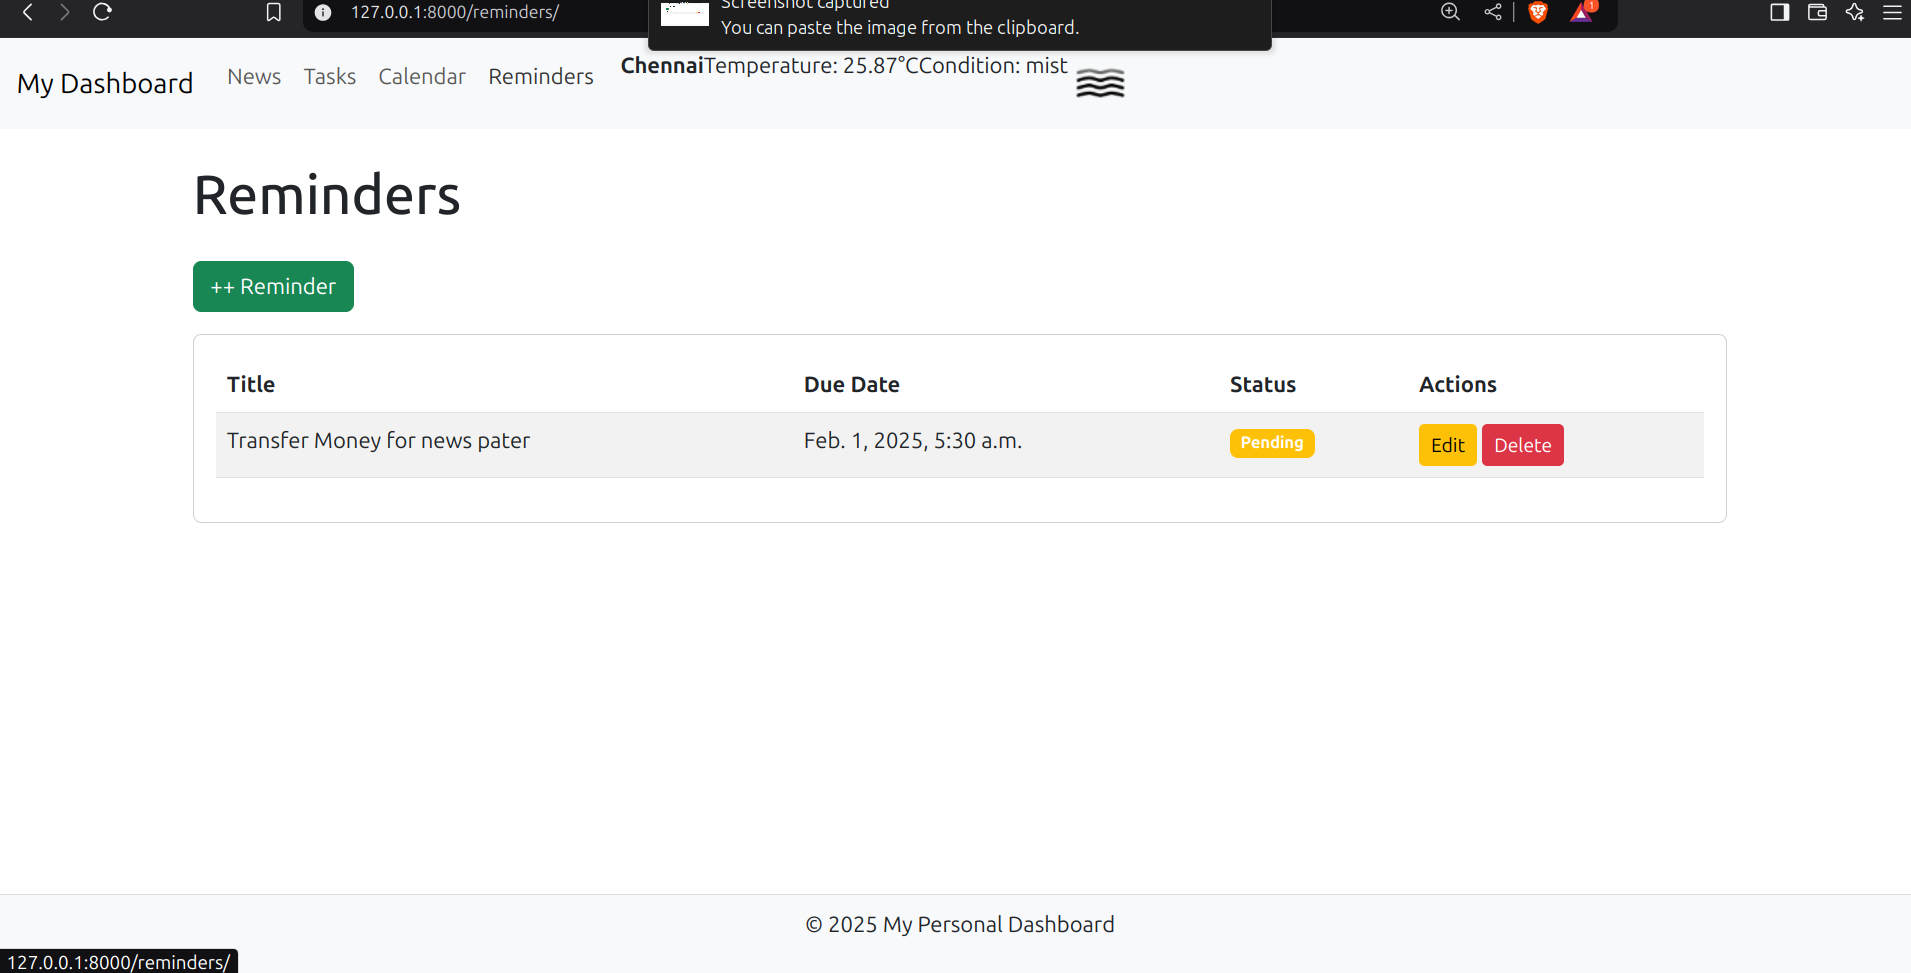 127.0.0.1:8000/reminders/
Screenshot captured
You can paste the image from the clipboard.
1
My Dashboard News Tasks Calendar Reminders ChennaiTemperature: 25.87°CCondition: mist
Reminders
++ Reminder
Title Due Date Status Actions
Transfer Money for news pater Feb. 1, 2025, 5:30 a.m. Pending Edit Delete
© 2025 My Personal Dashboard
127.0.0.1:8000/reminders/